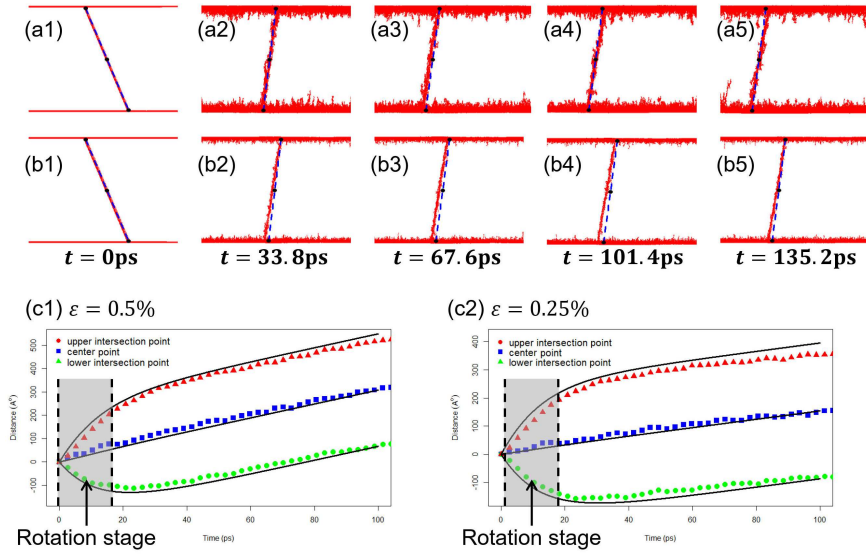 (a1) (a2) (a3) (a4) (a5)
(b1) (b2) (b3) (b4) (b5)
t = 0ps t = 33.8ps t = 67.6ps t = 101.4ps t = 135.2ps
(c1) ε = 0.5%
upper intersection point
center point
lower intersection point
Distance (A°)
500
400
300
200
100
0
-100
0 20 40 60 80 100
Rotation stage
Time (ps)
(c2) ε = 0.25%
upper intersection point
center point
lower intersection point
Distance (A°)
400
300
200
100
0
-100
-200
0 20 40 60 80 100
Rotation stage
Time (ps)